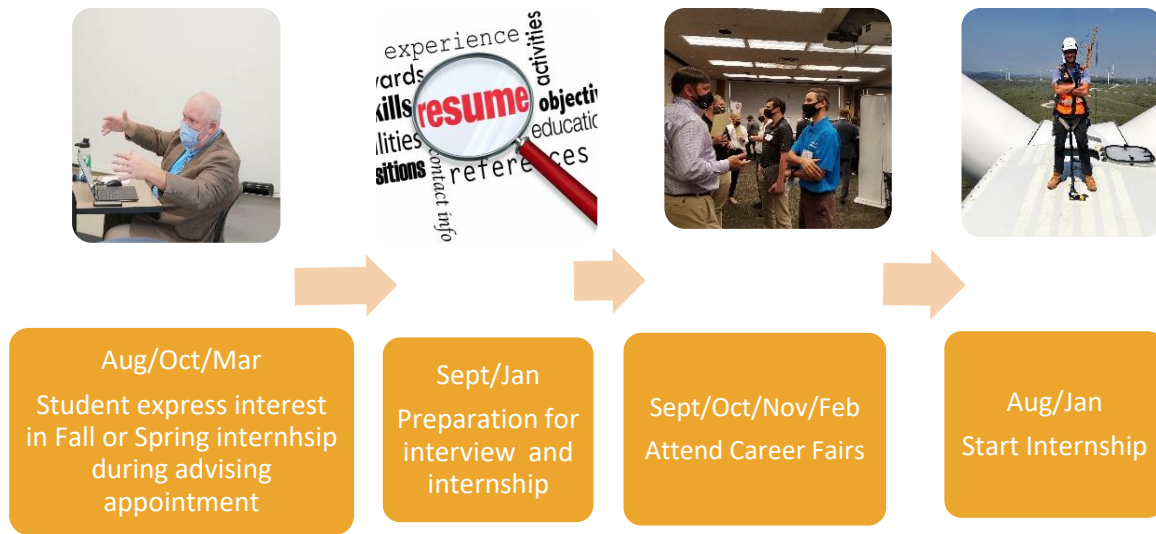 experience
activities
wards
kills
resume
objectiv
lities
educatio
sitions
references
contact info
Aug/Oct/Mar
Student express interest
in Fall or Spring internhsip
during advising
appointment
Sept/Jan
Preparation for
interview and
internship
Sept/Oct/Nov/Feb
Attend Career Fairs
Aug/Jan
Start Internship